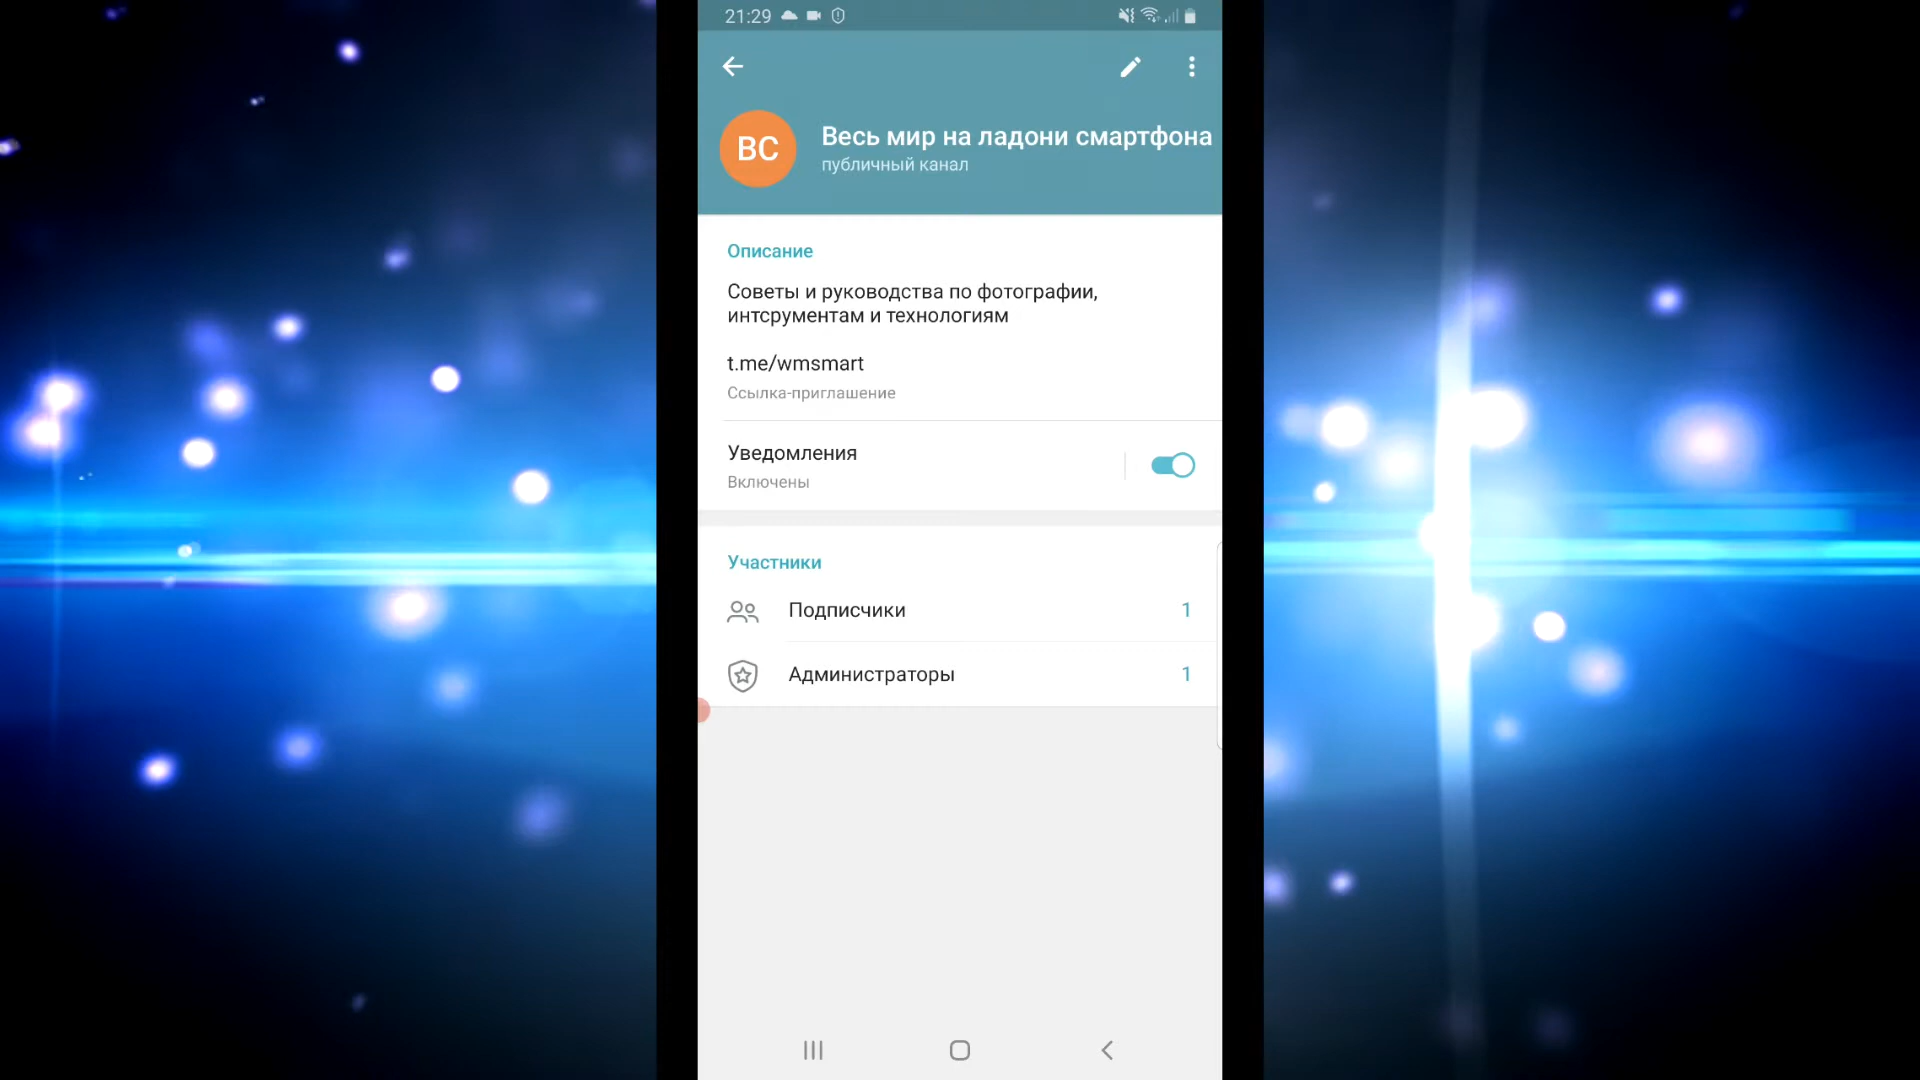 21:29
ВС
Весь мир на ладони смартфона
публичный канал
Описание
Советы и руководства по фотографии,
интсрументам и технологиям
t.me/wmsmart
Ссылка-приглашение
Уведомления
Включены
Участники
Подписчики 1
Администраторы 1